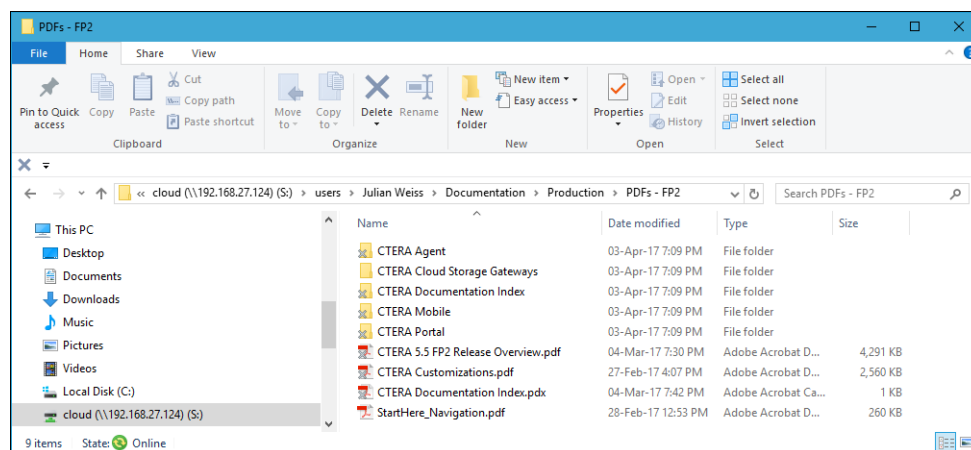 PDFs - FP2
File Home Share View
Pin to Quick access
Copy
Paste
Cut
Copy path
Paste shortcut
Clipboard
Move to
Copy to
Delete
Rename
Organize
New folder
New item
Easy access
New
Properties
Open
Edit
History
Open
Select all
Select none
Invert selection
Select
« cloud (\\192.168.27.124) (S:) > users > Julian Weiss > Documentation > Production > PDFs - FP2
Search PDFs - FP2
This PC
Desktop
Documents
Downloads
Music
Pictures
Videos
Local Disk (C:)
cloud (\\192.168.27.124) (S:)
Name Date modified Type Size
CTERA Agent 03-Apr-17 7:09 PM File folder
CTERA Cloud Storage Gateways 03-Apr-17 7:09 PM File folder
CTERA Documentation Index 03-Apr-17 7:09 PM File folder
CTERA Mobile 03-Apr-17 7:09 PM File folder
CTERA Portal 03-Apr-17 7:09 PM File folder
CTERA 5.5 FP2 Release Overview.pdf 04-Mar-17 7:30 PM Adobe Acrobat D... 4,291 KB
CTERA Customizations.pdf 27-Feb-17 4:07 PM Adobe Acrobat D... 2,560 KB
CTERA Documentation Index.pdx 04-Mar-17 7:42 PM Adobe Acrobat Ca... 1 KB
StartHere_Navigation.pdf 28-Feb-17 12:53 PM Adobe Acrobat D... 260 KB
9 items State: Online